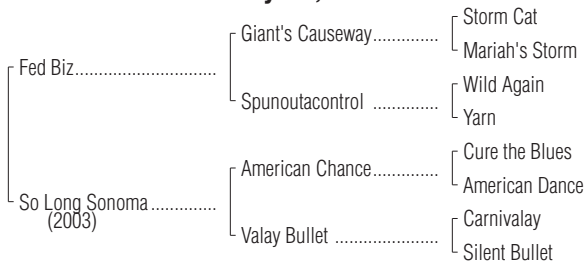 Storm Cat
Giant's Causeway..............
Mariah's Storm
Fed Biz..............................
Wild Again
Spunoutacontrol ..............
Yarn
Cure the Blues
American Chance..............
American Dance
So Long Sonoma ..............
(2003)
Carnivalay
Valay Bullet ......................
Silent Bullet